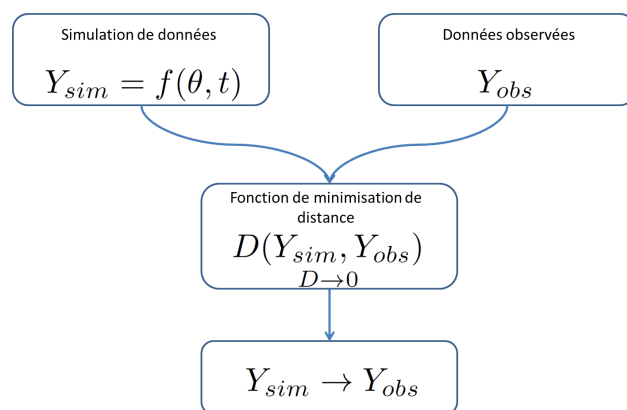 Simulation de données
Y_{sim} = f(θ, t)
Données observées
Y_{obs}
Fonction de minimisation de
distance
D(Y_{sim}, Y_{obs})
D→0
Y_{sim} → Y_{obs}